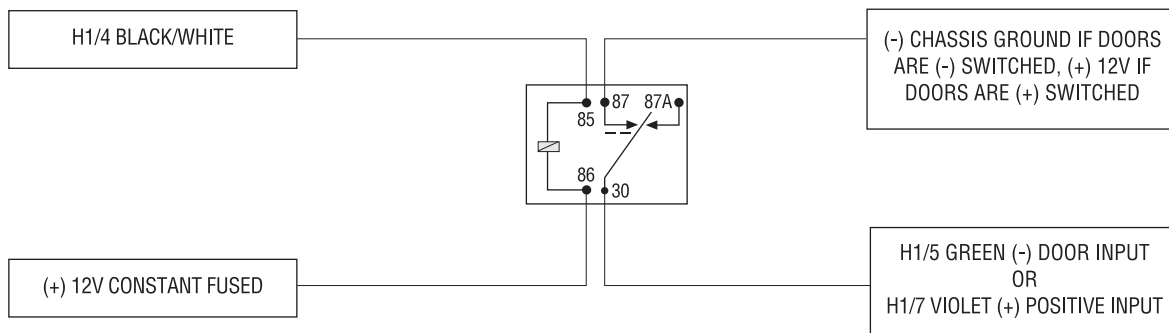 H1/4 BLACK/WHITE
(-) CHASSIS GROUND IF DOORS
ARE (-) SWITCHED, (+) 12V IF
DOORS ARE (+) SWITCHED
87 87A
85
86
30
(+) 12V CONSTANT FUSED
H1/5 GREEN (-) DOOR INPUT
OR
H1/7 VIOLET (+) POSITIVE INPUT